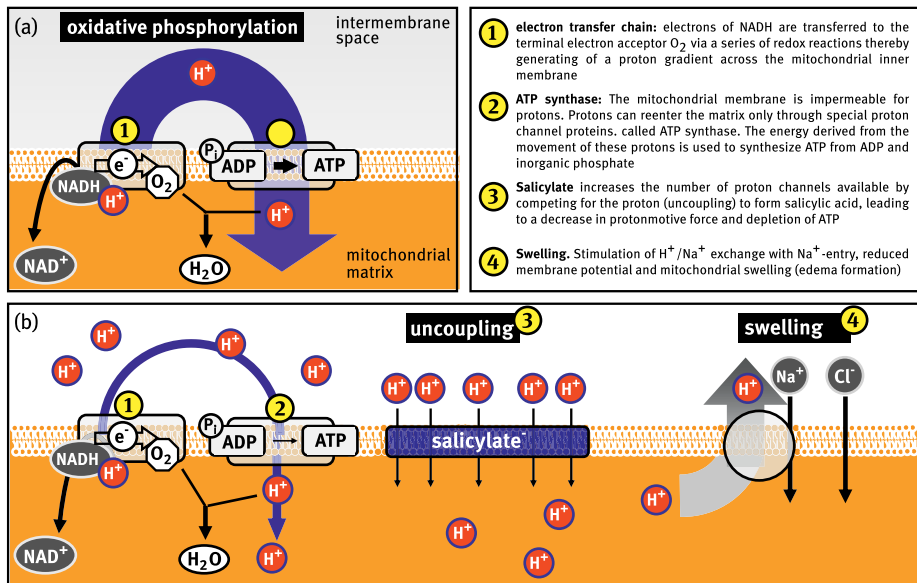 (a)
oxidative phosphorylation
intermembrane
space
H⁺
1
Pᵢ
ADP
ATP
e⁻
O₂
NADH
H⁺
H⁺
NAD⁺
H₂O
mitochondrial
matrix
1
electron transfer chain: electrons of NADH are transferred to the
terminal electron acceptor O₂ via a series of redox reactions thereby
generating of a proton gradient across the mitochondrial inner
membrane
2
ATP synthase: The mitochondrial membrane is impermeable for
protons. Protons can reenter the matrix only through special proton
channel proteins. called ATP synthase. The energy derived from the
movement of these protons is used to synthesize ATP from ADP and
inorganic phosphate
3
Salicylate increases the number of proton channels available by
competing for the proton (uncoupling) to form salicylic acid, leading
to a decrease in protonmotive force and depletion of ATP
4
Swelling. Stimulation of H⁺/Na⁺ exchange with Na⁺-entry, reduced
membrane potential and mitochondrial swelling (edema formation)
(b)
H⁺
H⁺
H⁺
H⁺
1
2
Pᵢ
ADP
ATP
e⁻
O₂
NADH
H⁺
H⁺
NAD⁺
H₂O
H⁺
uncoupling
3
H⁺ H⁺ H⁺ H⁺ H⁺
salicylate⁻
H⁺
H⁺
H⁺
H⁺
swelling
4
H⁺
Na⁺
Cl⁻
H⁺